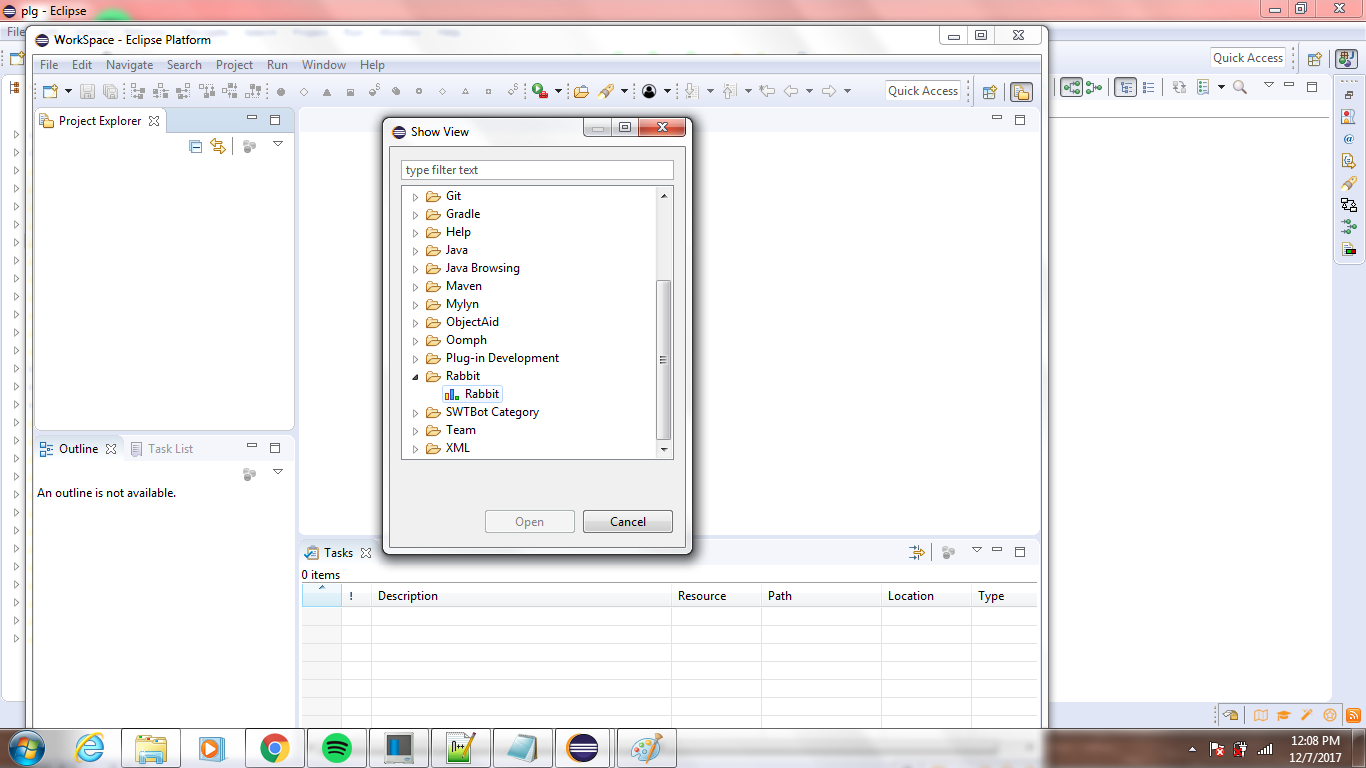 plg - Eclipse
File
WorkSpace - Eclipse Platform
File Edit Navigate Search Project Run Window Help
Quick Access
Quick Access
Project Explorer
Show View
type filter text
Git
Gradle
Help
Java
Java Browsing
Maven
Mylyn
ObjectAid
Oomph
Plug-in Development
Rabbit
Rabbit
SWTBot Category
Team
XML
Open Cancel
Outline Task List
An outline is not available.
Tasks
0 items
! Description Resource Path Location Type
12:08 PM
12/7/2017